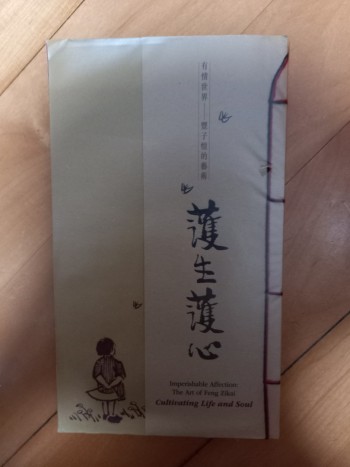 有情世界——豐子愷的藝術
護生護心
Imperishable Affection:
The Art of Feng Zikai
Cultivating Life and Soul